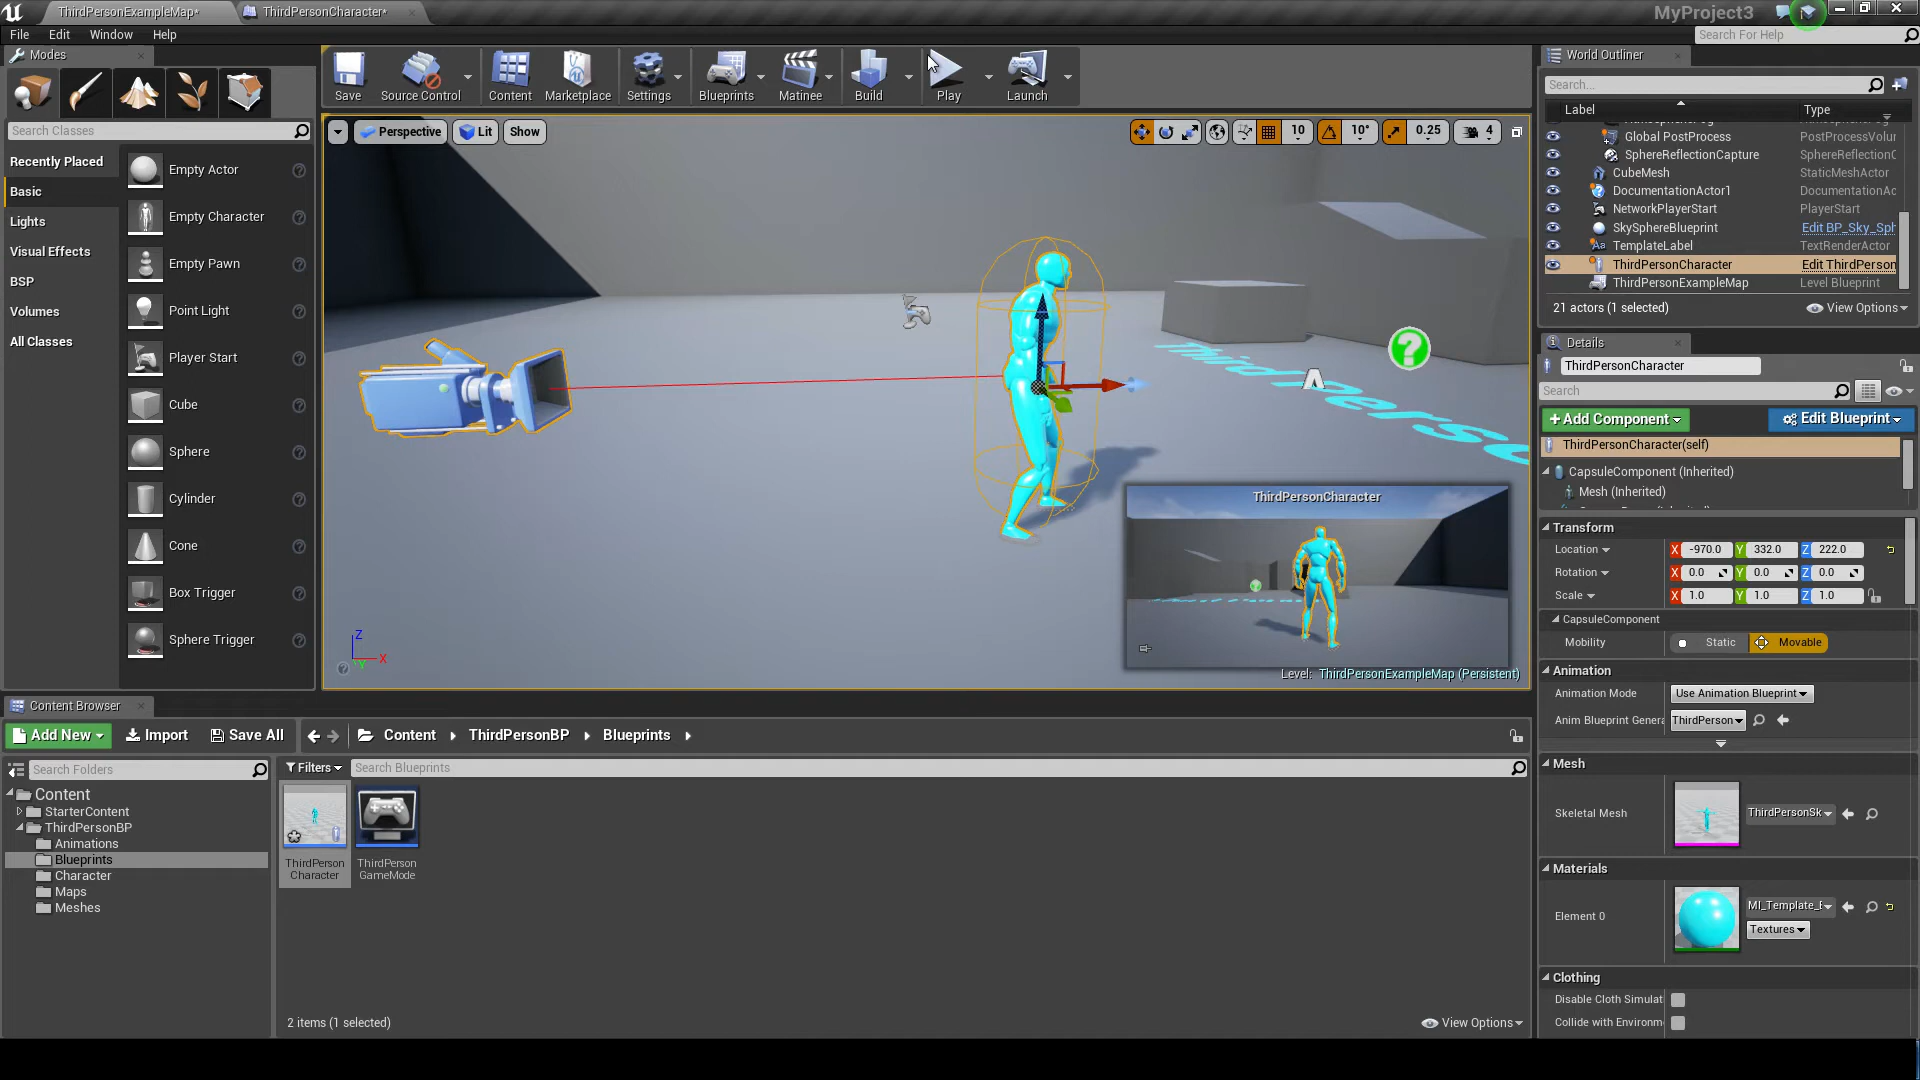 ThirdPersonExampleMap*
ThirdPersonCharacter*
MyProject3
File Edit Window Help
Search For Help
Modes
Search Classes
Recently Placed
Basic
Lights
Visual Effects
BSP
Volumes
All Classes
Empty Actor
Empty Character
Empty Pawn
Point Light
Player Start
Cube
Sphere
Cylinder
Cone
Box Trigger
Sphere Trigger
Save Source Control Content Marketplace Settings Blueprints Matinee Build Play Launch
Perspective Lit Show
10 10° 0.25 4
ThirdPersonCharacter
Level: ThirdPersonExampleMap (Persistent)
Z
X
Y
World Outliner
Search...
Label Type
Global PostProcess PostProcessVolur
SphereReflectionCapture SphereReflectionC
CubeMesh StaticMeshActor
DocumentationActor1 DocumentationAc
NetworkPlayerStart PlayerStart
SkySphereBlueprint Edit BP_Sky_Sph
TemplateLabel TextRenderActor
ThirdPersonCharacter Edit ThirdPerson
ThirdPersonExampleMap Level Blueprint
21 actors (1 selected) View Options
Details
ThirdPersonCharacter
Search
+Add Component Edit Blueprint
ThirdPersonCharacter(self)
CapsuleComponent (Inherited)
Mesh (Inherited)
Transform
Location X -970.0 Y 332.0 Z 222.0
Rotation X 0.0 Y 0.0 Z 0.0
Scale X 1.0 Y 1.0 Z 1.0
CapsuleComponent
Mobility Static Movable
Animation
Animation Mode Use Animation Blueprint
Anim Blueprint Genera ThirdPerson
Mesh
Skeletal Mesh ThirdPersonSk
Materials
Element 0 MI_Template_
Textures
Clothing
Disable Cloth Simulat
Collide with Environm
Content Browser
Add New Import Save All Content ThirdPersonBP Blueprints
Search Folders
Filters Search Blueprints
Content
StarterContent
ThirdPersonBP
Animations
Blueprints
Character
Maps
Meshes
ThirdPerson
Character
ThirdPerson
GameMode
2 items (1 selected)
View Options